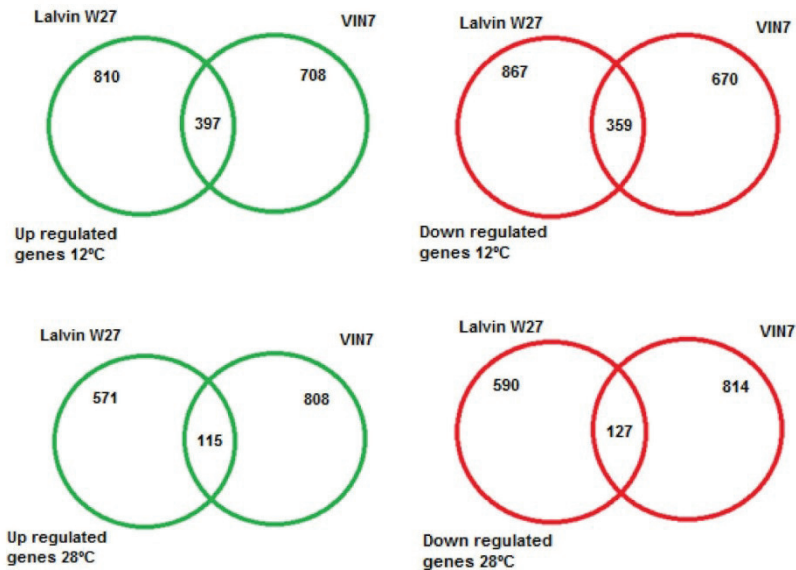 Lalvin W27
VIN7
810
708
397
Up regulated
genes 12ºC
Lalvin W27
VIN7
867
670
359
Down regulated
genes 12ºC
Lalvin W27
VIN7
571
808
115
Up regulated
genes 28ºC
Lalvin W27
VIN7
590
814
127
Down regulated
genes 28ºC